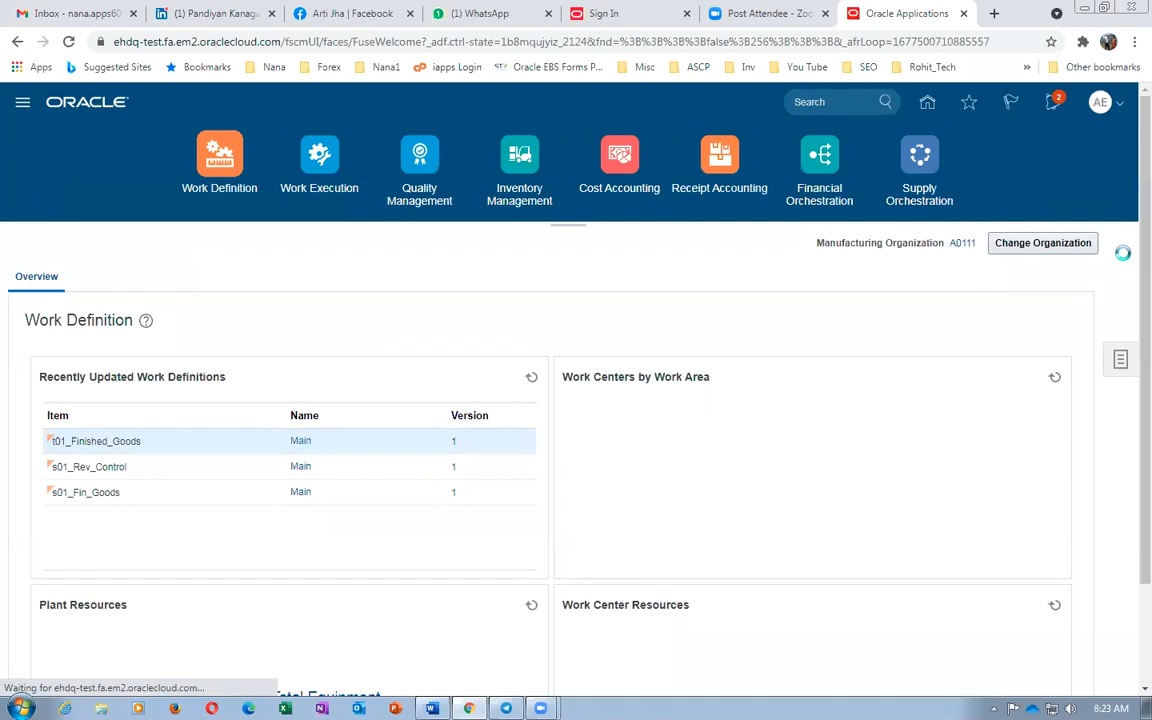 Inbox - nana.apps60 (1) Pandiyan Kanaga Arti Jha | Facebook (1) WhatsApp Sign In Post Attendee - Zoo Oracle Applications
ehdq-test.fa.em2.oraclecloud.com/fscmUI/faces/FuseWelcome?_adf.ctrl-state=1b8mqujyiz_2124&fnd=%3B%3B%3B%3Bfalse%3B256%3B%3B%3B&_afrLoop=1677500710885557
Apps Suggested Sites Bookmarks Nana Forex Nana1 iapps Login Oracle EBS Forms P... Misc ASCP Inv You Tube SEO Rohit_Tech » Other bookmarks
ORACLE Search 2 AE
Work Definition Work Execution Quality Management Inventory Management Cost Accounting Receipt Accounting Financial Orchestration Supply Orchestration
Manufacturing Organization A0111 Change Organization
Overview
Work Definition
Recently Updated Work Definitions Work Centers by Work Area
Item Name Version
t01_Finished_Goods Main 1
s01_Rev_Control Main 1
s01_Fin_Goods Main 1
Plant Resources Work Center Resources
Total Equipment
Waiting for ehdq-test.fa.em2.oraclecloud.com...
8:23 AM